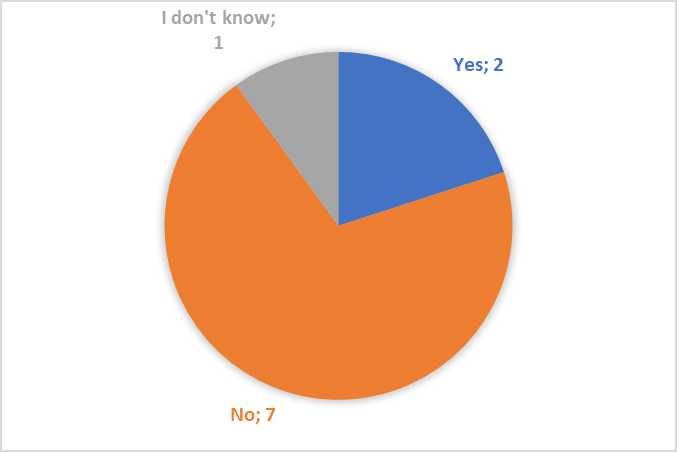 I don't know;
1
Yes; 2
No; 7